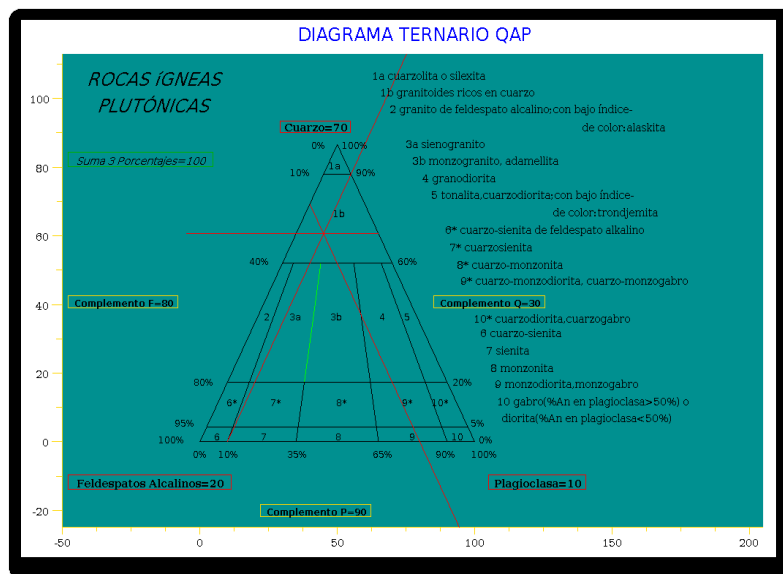 DIAGRAMA TERNARIO QAP
ROCAS íGNEAS
PLUTÓNICAS
1a cuarzolita o silexita
1b granitoides ricos en cuarzo
2 granito de feldespato alcalino;con bajo índice-
de color:alaskita
Cuarzo=70
3a sienogranito
3b monzogranito, adamellita
4 granodiorita
5 tonalita,cuarzodiorita;con bajo índice-
de color:trondjemita
6* cuarzo-sienita de feldespato alkalino
7* cuarzosienita
8* cuarzo-monzonita
9* cuarzo-monzodiorita, cuarzo-monzogabro
10* cuarzodiorita,cuarzogabro
6 cuarzo-sienita
7 sienita
8 monzonita
9 monzodiorita,monzogabro
10 gabro(%An en plagioclasa>50%) o
diorita(%An en plagioclasa<50%)
Suma 3 Porcentajes=100
Complemento F=80
Complemento Q=30
0% 100%
1a
10% 90%
1b
40% 60%
2 3a 3b 4 5
80% 20%
6* 7* 8* 9* 10*
95% 5%
6 7 8 9 10
100% 0%
0% 10% 35% 65% 90% 100%
Feldespatos Alcalinos=20
Plagioclasa=10
Complemento P=90
100
80
60
40
20
0
-20
-50 0 50 100 150 200